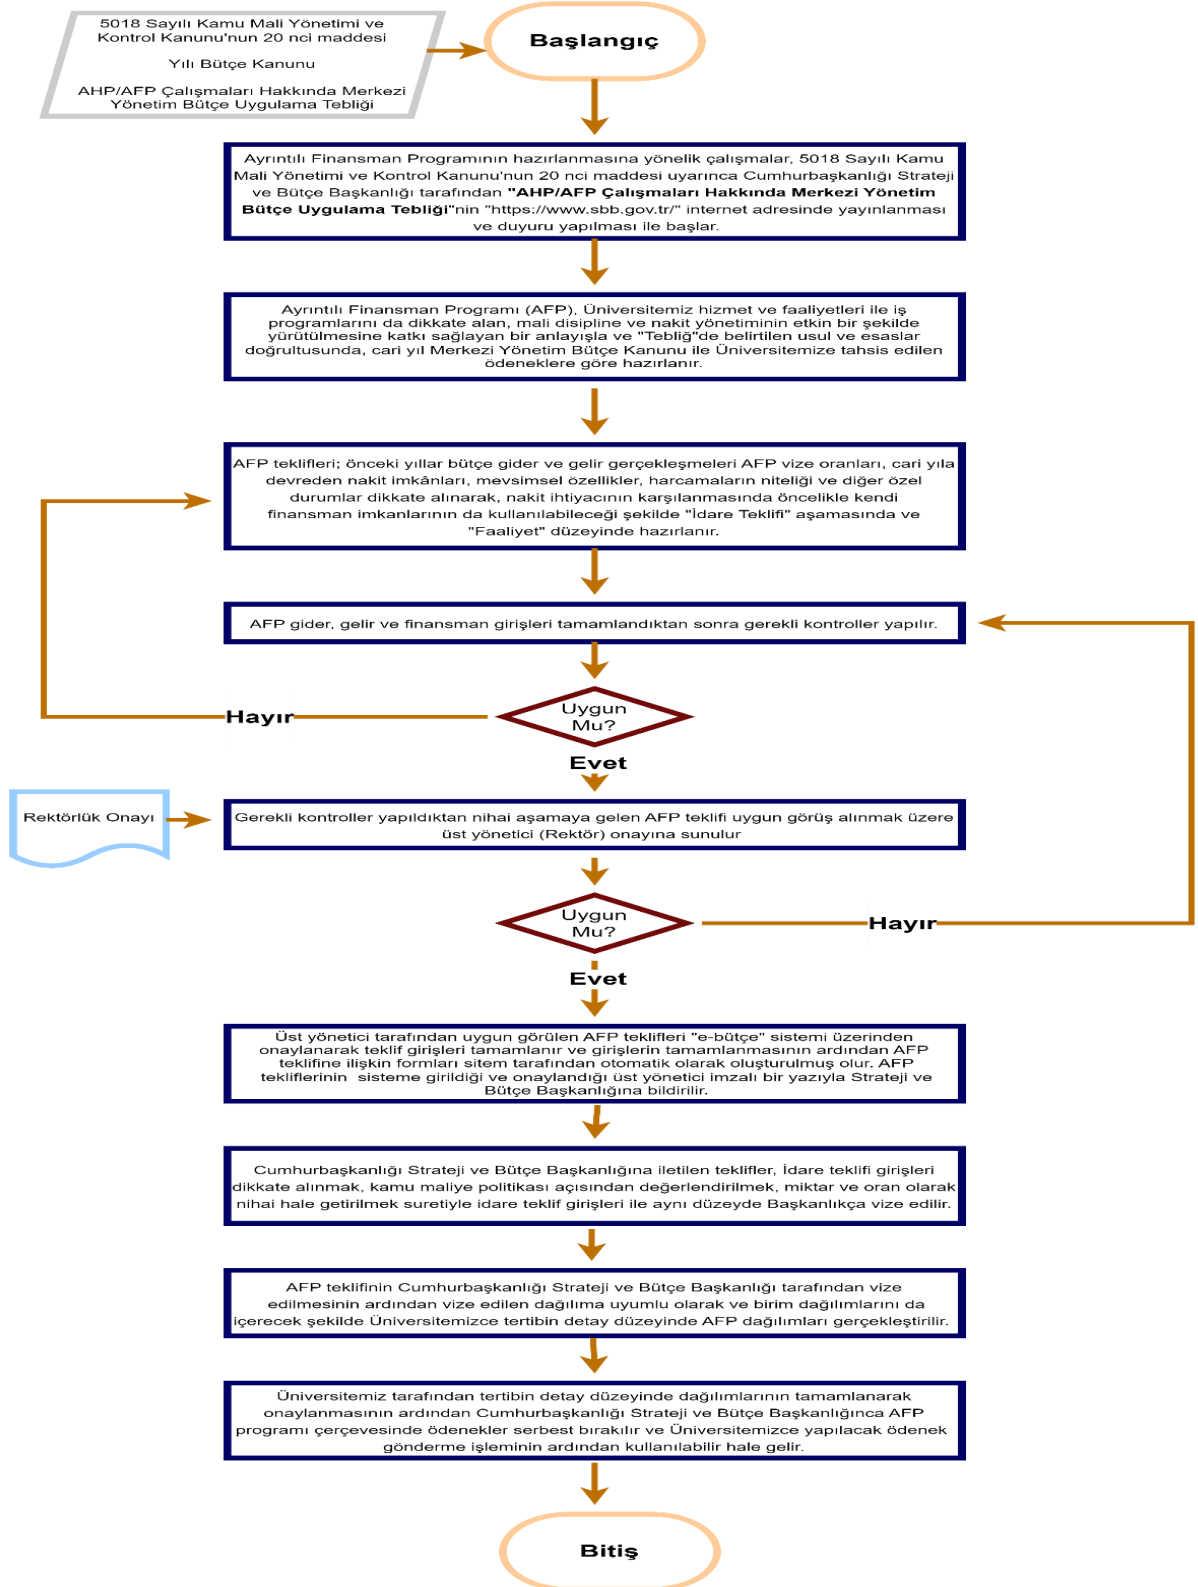 5018 Sayılı Kamu Mali Yönetimi ve
Kontrol Kanunu'nun 20 nci maddesi
Yılı Bütçe Kanunu
AHP/AFP Çalışmaları Hakkında Merkezi
Yönetim Bütçe Uygulama Tebliği
Başlangıç
Ayrıntılı Finansman Programının hazırlanmasına yönelik çalışmalar, 5018 Sayılı Kamu
Mali Yönetimi ve Kontrol Kanunu'nun 20 nci maddesi uyarınca Cumhurbaşkanlığı Strateji
ve Bütçe Başkanlığı tarafından "AHP/AFP Çalışmaları Hakkında Merkezi Yönetim
Bütçe Uygulama Tebliği"nin "https://www.sbb.gov.tr/" internet adresinde yayınlanması
ve duyuru yapılması ile başlar.
Ayrıntılı Finansman Programı (AFP), Üniversitemiz hizmet ve faaliyetleri ile iş
programlarını da dikkate alan, mali disipline ve nakit yönetiminin etkin bir şekilde
yürütülmesine katkı sağlayan bir anlayışla ve "Tebliğ"de belirtilen usul ve esaslar
doğrultusunda, cari yıl Merkezi Yönetim Bütçe Kanunu ile Üniversitemize tahsis edilen
ödeneklere göre hazırlanır.
AFP teklifleri; önceki yıllar bütçe gider ve gelir gerçekleşmeleri AFP vize oranları, cari yıla
devreden nakit imkânları, mevsimsel özellikler, harcamaların niteliği ve diğer özel
durumlar dikkate alınarak, nakit ihtiyacının karşılanmasında öncelikle kendi
finansman imkanlarının da kullanılabileceği şekilde "İdare Teklifi" aşamasında ve
"Faaliyet" düzeyinde hazırlanır.
AFP gider, gelir ve finansman girişleri tamamlandıktan sonra gerekli kontroller yapılır.
Uygun
Mu?
Hayır
Evet
Rektörlük Onayı
Gerekli kontroller yapıldıktan nihai aşamaya gelen AFP teklifi uygun görüş alınmak üzere
üst yönetici (Rektör) onayına sunulur
Uygun
Mu?
Hayır
Evet
Üst yönetici tarafından uygun görülen AFP teklifleri "e-bütçe" sistemi üzerinden
onaylanarak teklif girişleri tamamlanır ve girişlerin tamamlanmasının ardından AFP
teklifine ilişkin formları sitem tarafından otomatik olarak oluşturulmuş olur. AFP
tekliflerinin  sisteme girildiği ve onaylandığı üst yönetici imzalı bir yazıyla Strateji ve
Bütçe Başkanlığına bildirilir.
Cumhurbaşkanlığı Strateji ve Bütçe Başkanlığına iletilen teklifler, İdare teklifi girişleri
dikkate alınmak, kamu maliye politikası açısından değerlendirilmek, miktar ve oran olarak
nihai hale getirilmek suretiyle idare teklif girişleri ile aynı düzeyde Başkanlıkça vize edilir.
AFP teklifinin Cumhurbaşkanlığı Strateji ve Bütçe Başkanlığı tarafından vize
edilmesinin ardından vize edilen dağılıma uyumlu olarak ve birim dağılımlarını da
içerecek şekilde Üniversitemizce tertibin detay düzeyinde AFP dağılımları gerçekleştirilir.
Üniversitemiz tarafından tertibin detay düzeyinde dağılımlarının tamamlanarak
onaylanmasının ardından Cumhurbaşkanlığı Strateji ve Bütçe Başkanlığınca AFP
programı çerçevesinde ödenekler serbest bırakılır ve Üniversitemizce yapılacak ödenek
gönderme işleminin ardından kullanılabilir hale gelir.
Bitiş